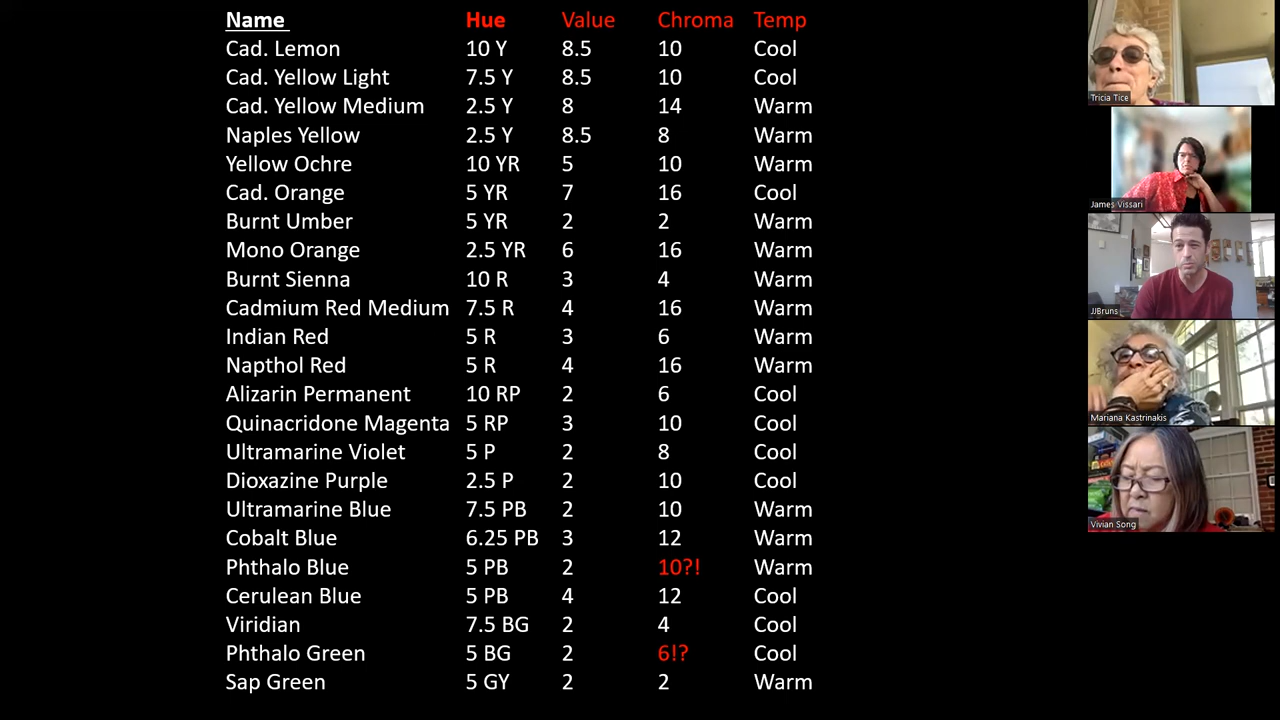 Name Hue Value Chroma Temp
Cad. Lemon 10 Y 8.5 10 Cool
Cad. Yellow Light 7.5 Y 8.5 10 Cool
Cad. Yellow Medium 2.5 Y 8 14 Warm
Naples Yellow 2.5 Y 8.5 8 Warm
Yellow Ochre 10 YR 5 10 Warm
Cad. Orange 5 YR 7 16 Cool
Burnt Umber 5 YR 2 2 Warm
Mono Orange 2.5 YR 6 16 Warm
Burnt Sienna 10 R 3 4 Warm
Cadmium Red Medium 7.5 R 4 16 Warm
Indian Red 5 R 3 6 Warm
Napthol Red 5 R 4 16 Warm
Alizarin Permanent 10 RP 2 6 Cool
Quinacridone Magenta 5 RP 3 10 Cool
Ultramarine Violet 5 P 2 8 Cool
Dioxazine Purple 2.5 P 2 10 Cool
Ultramarine Blue 7.5 PB 2 10 Warm
Cobalt Blue 6.25 PB 3 12 Warm
Phthalo Blue 5 PB 2 10?! Warm
Cerulean Blue 5 PB 4 12 Cool
Viridian 7.5 BG 2 4 Cool
Phthalo Green 5 BG 2 6!? Cool
Sap Green 5 GY 2 2 Warm
Tricia Tice
James Vissari
JJBruns
Mariana Kastrinakis
Vivian Song